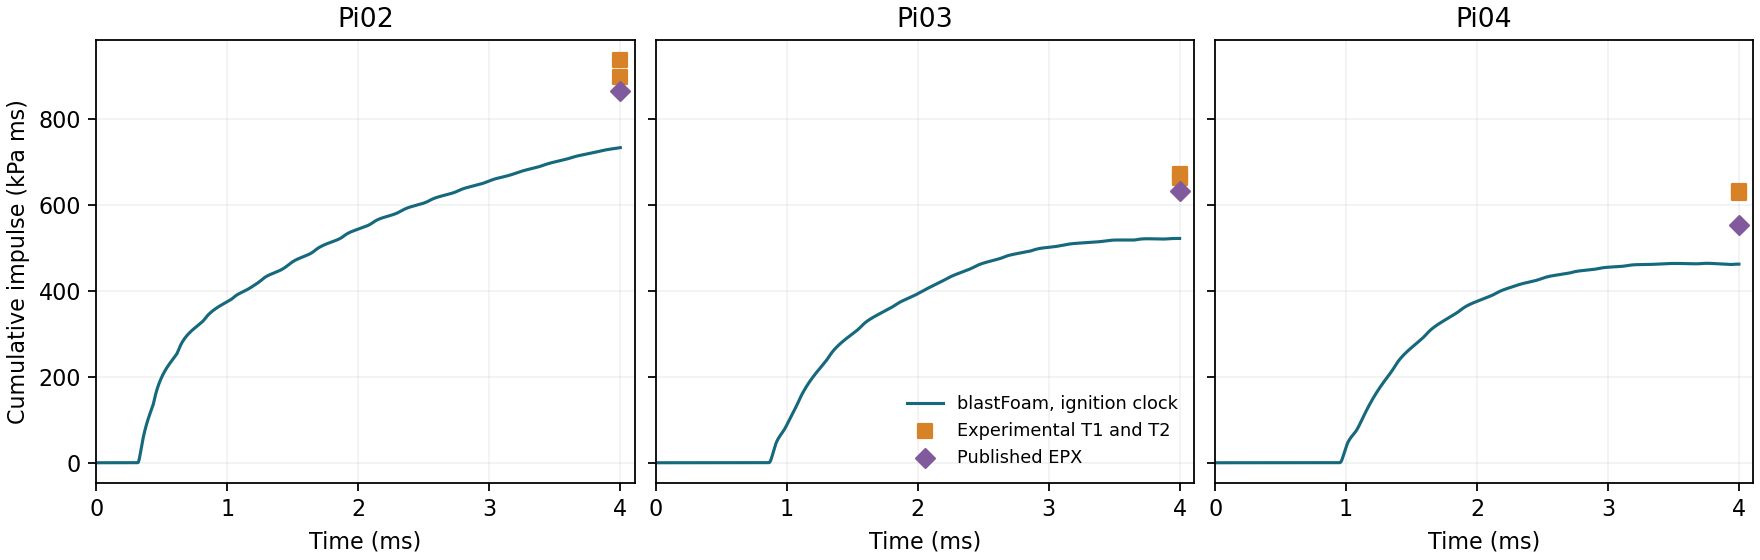 Pi02
Pi03
Pi04
Cumulative impulse (kPa ms)
800
600
400
200
0
blastFoam, ignition clock
Experimental T1 and T2
Published EPX
0 1 2 3 4
0 1 2 3 4
0 1 2 3 4
Time (ms)
Time (ms)
Time (ms)